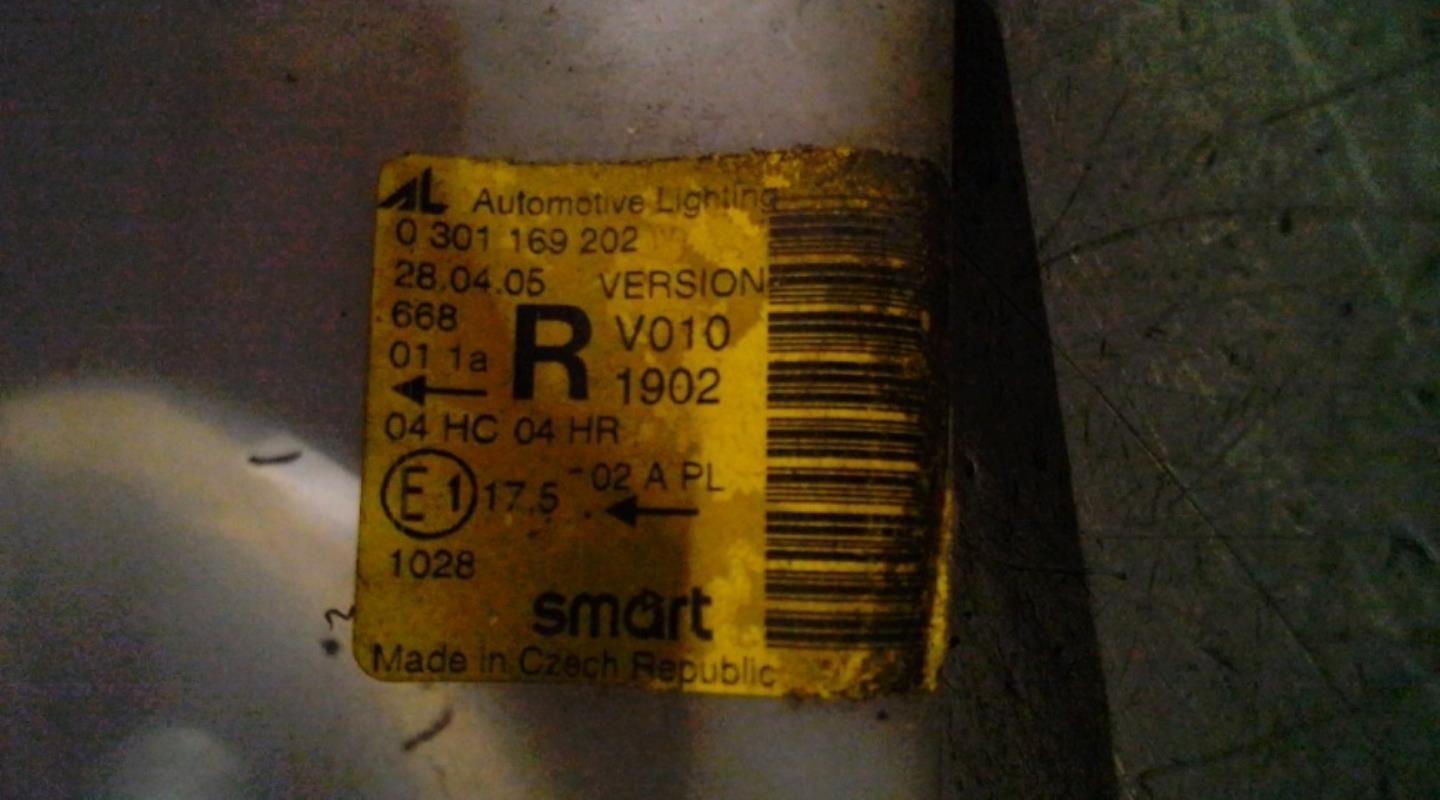 AL Automotive Lighting
0 301 169 202
28.04.05 VERSION
668 R V010
01 1a 1902
04 HC 04 HR
E1 17.5 02 A PL
1028
smart
Made in Czech Republic